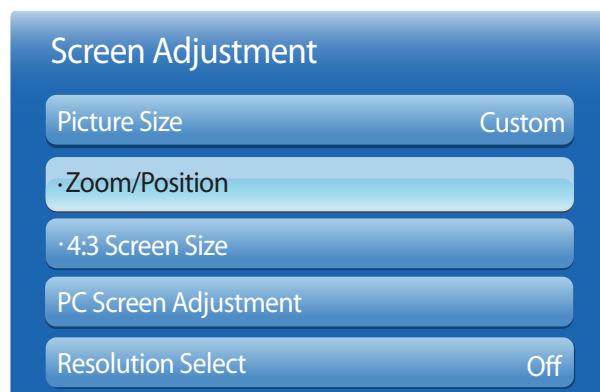 Screen Adjustment
Picture Size Custom
· Zoom/Position
· 4:3 Screen Size
PC Screen Adjustment
Resolution Select Off